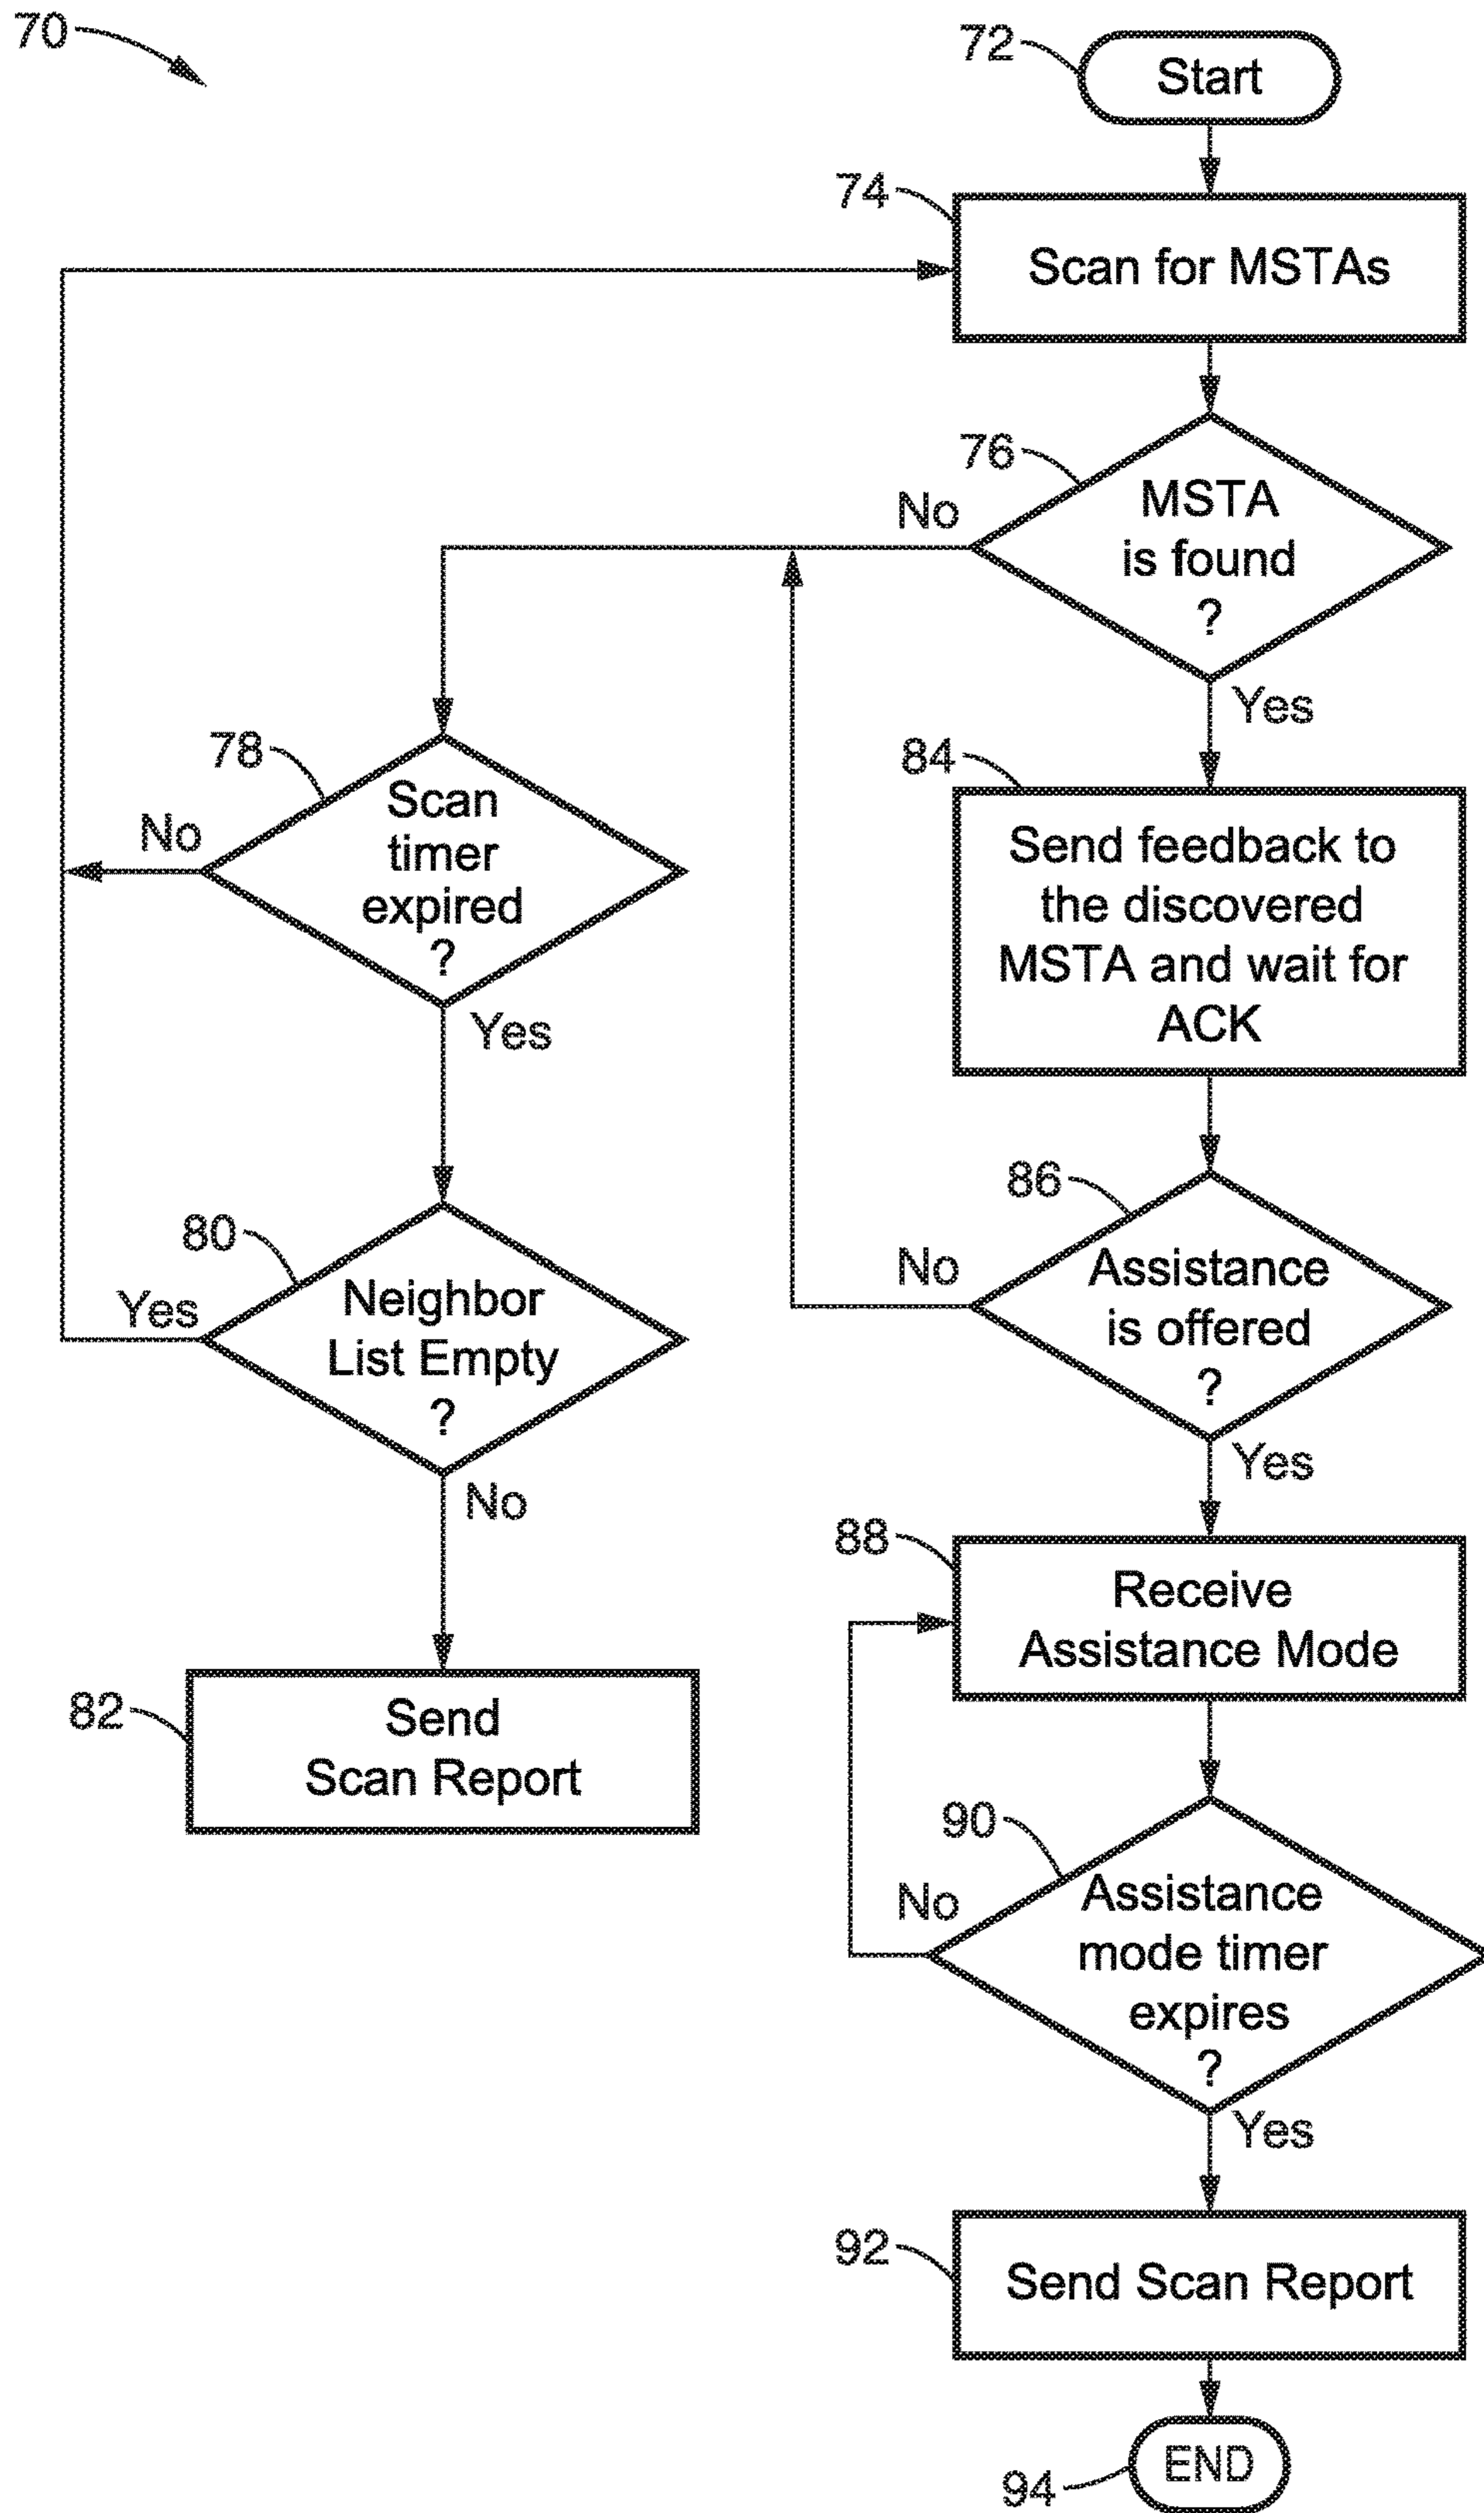 70
72
Start
74
Scan for MSTAs
76
MSTA
is found
?
No
Yes
78
Scan
timer
expired
?
No
Yes
84
Send feedback to
the discovered
MSTA and wait for
ACK
80
Neighbor
List Empty
?
Yes
No
86
Assistance
is offered
?
No
Yes
82
Send
Scan Report
88
Receive
Assistance Mode
90
Assistance
mode timer
expires
?
No
Yes
92
Send Scan Report
94
END